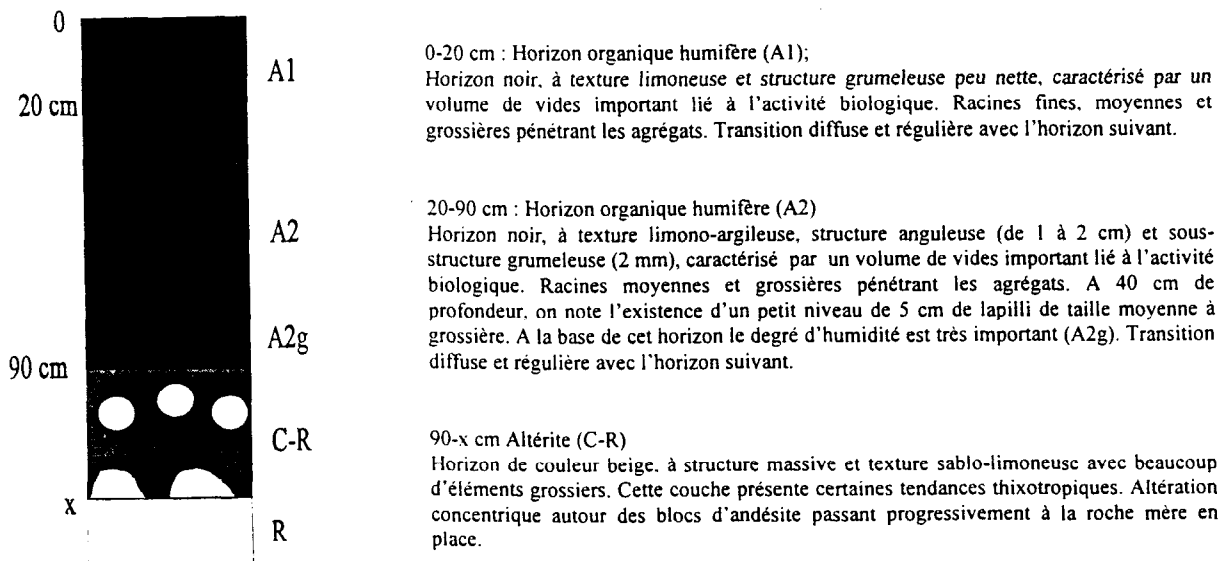 0
A1
20 cm
A2
A2g
90 cm
C-R
x
R
0-20 cm : Horizon organique humifère (A1);
Horizon noir, à texture limoneuse et structure grumeleuse peu nette, caractérisé par un
volume de vides important lié à l'activité biologique. Racines fines, moyennes et
grossières pénétrant les agrégats. Transition diffuse et régulière avec l'horizon suivant.
20-90 cm : Horizon organique humifère (A2)
Horizon noir, à texture limono-argileuse, structure anguleuse (de 1 à 2 cm) et sous-
structure grumeleuse (2 mm), caractérisé par un volume de vides important lié à l'activité
biologique. Racines moyennes et grossières pénétrant les agrégats. A 40 cm de
profondeur, on note l'existence d'un petit niveau de 5 cm de lapilli de taille moyenne à
grossière. A la base de cet horizon le degré d'humidité est très important (A2g). Transition
diffuse et régulière avec l'horizon suivant.
90-x cm Altérite (C-R)
Horizon de couleur beige, à structure massive et texture sablo-limoneuse avec beaucoup
d'éléments grossiers. Cette couche présente certaines tendances thixotropiques. Altération
concentrique autour des blocs d'andésite passant progressivement à la roche mère en
place.